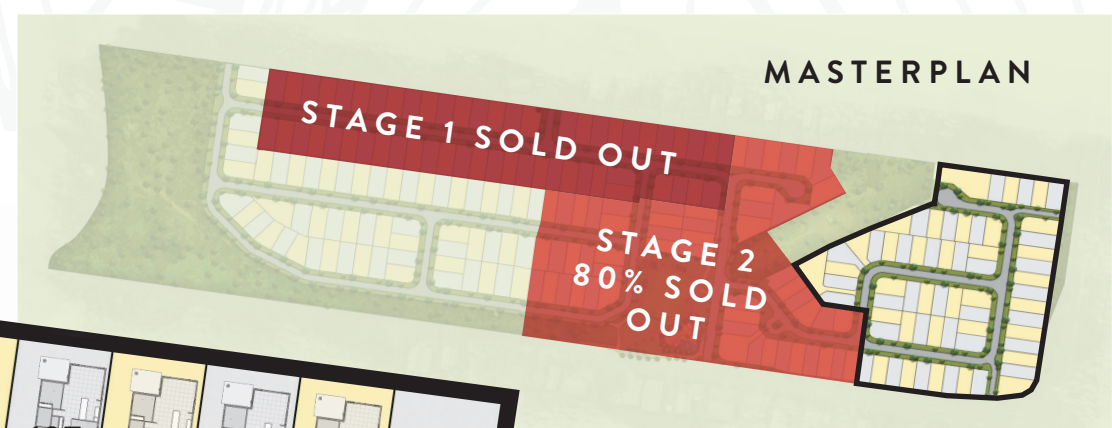 MASTERPLAN
STAGE 1 SOLD OUT
STAGE 2
80% SOLD
OUT